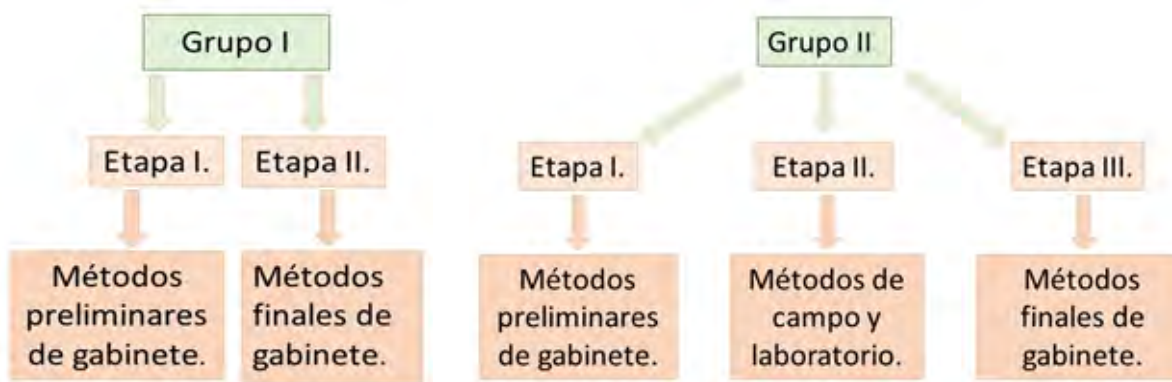 Grupo I
Etapa I.
Etapa II.
Métodos
preliminares
de gabinete.
Métodos
finales de
gabinete.
Grupo II
Etapa I.
Etapa II.
Etapa III.
Métodos
preliminares
de gabinete.
Métodos de
campo y
laboratorio.
Métodos
finales de
gabinete.